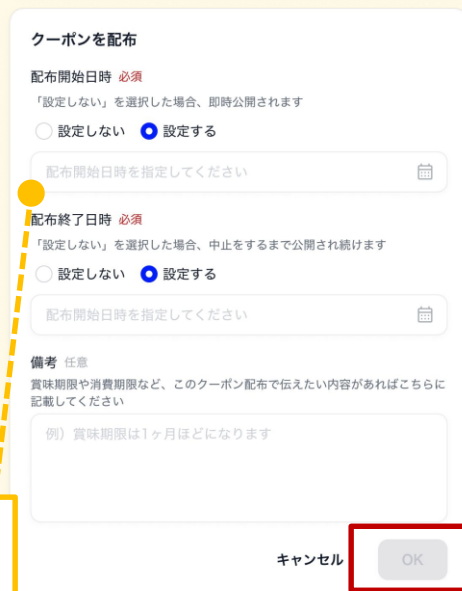 クーポンを配布
配布開始日時 必須
「設定しない」を選択した場合、即時公開されます
設定しない 設定する
配布開始日時を指定してください
配布終了日時 必須
「設定しない」を選択した場合、中止をするまで公開され続けます
設定しない 設定する
配布開始日時を指定してください
備考 任意
賞味期限や消費期限など、このクーポン配布で伝えたい内容があればこちらに
記載してください
例）賞味期限は1ヶ月ほどになります
キャンセル OK